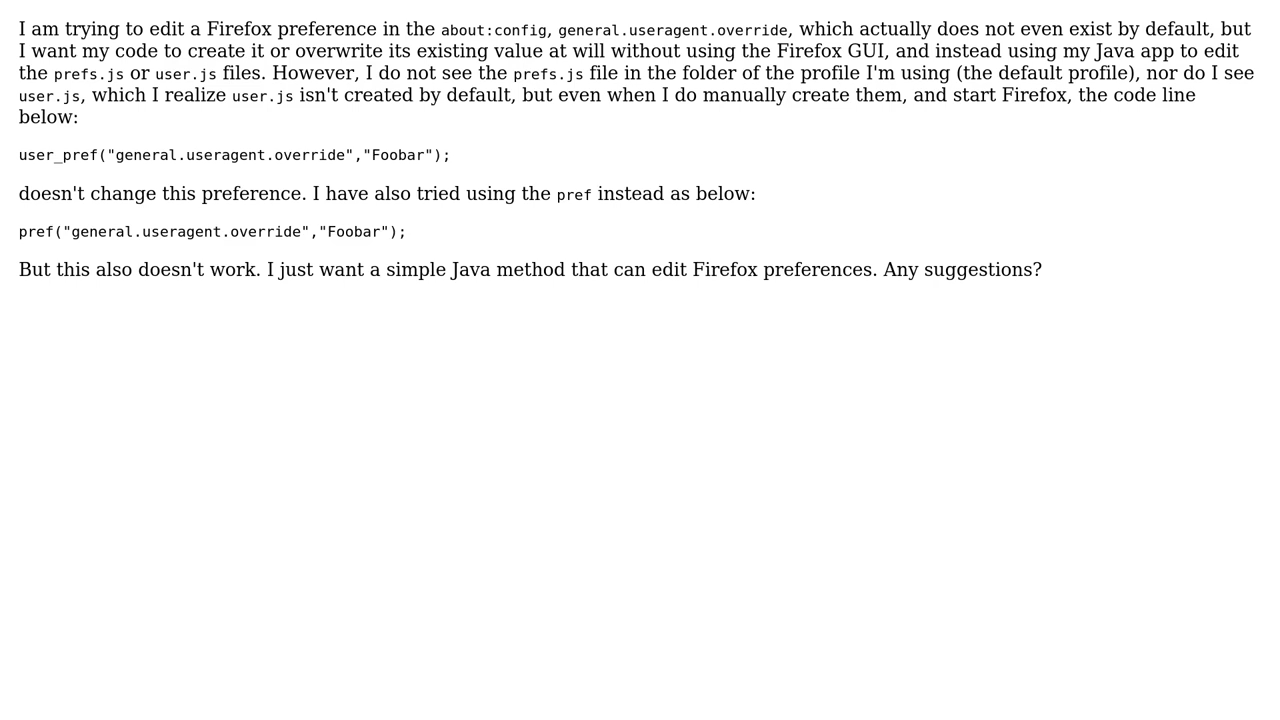 I am trying to edit a Firefox preference in the about:config, general.useragent.override, which actually does not even exist by default, but
I want my code to create it or overwrite its existing value at will without using the Firefox GUI, and instead using my Java app to edit
the prefs.js or user.js files. However, I do not see the prefs.js file in the folder of the profile I'm using (the default profile), nor do I see
user.js, which I realize user.js isn't created by default, but even when I do manually create them, and start Firefox, the code line
below:
user_pref("general.useragent.override","Foobar");
doesn't change this preference. I have also tried using the pref instead as below:
pref("general.useragent.override","Foobar");
But this also doesn't work. I just want a simple Java method that can edit Firefox preferences. Any suggestions?